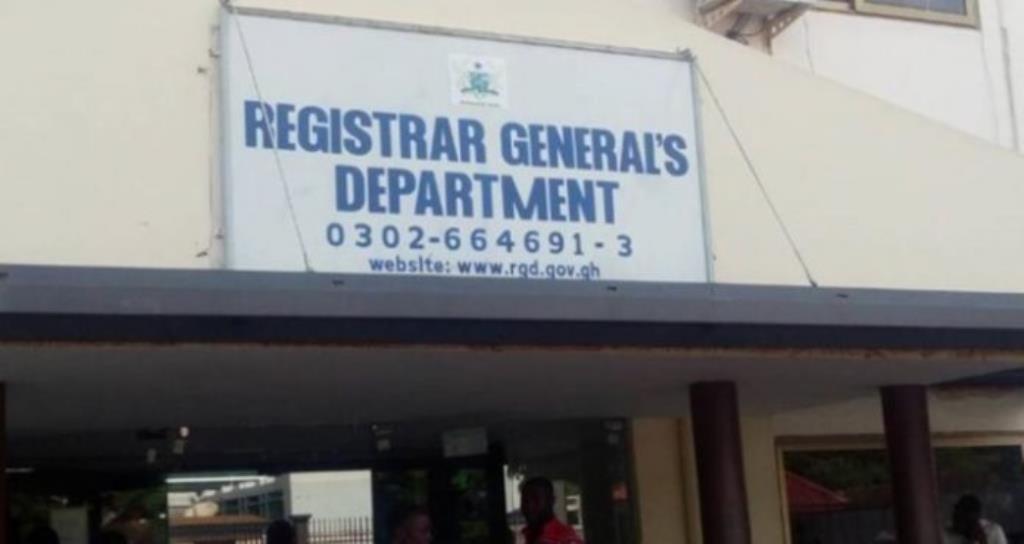 REGISTRAR GENERAL'S
DEPARTMENT
0302-664691-3
website: www.rgd.gov.gh